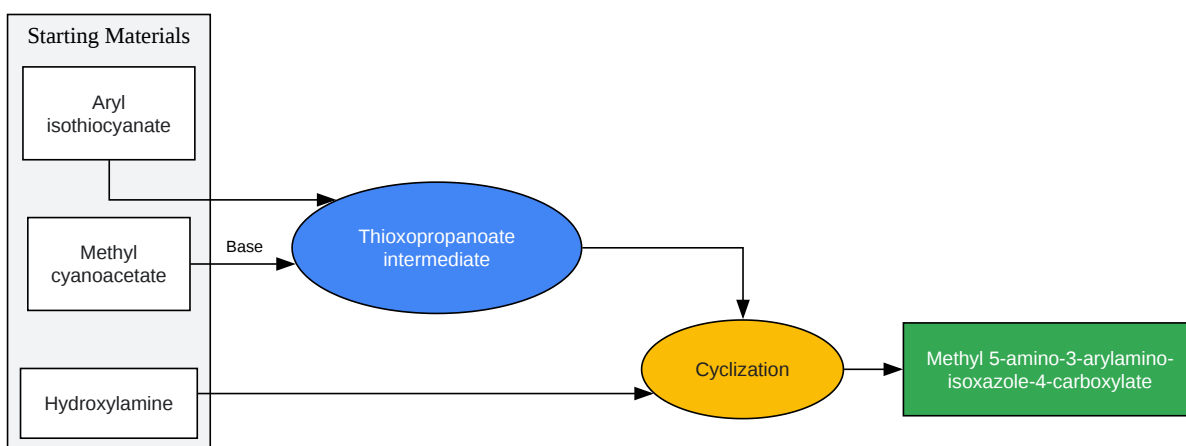 Starting Materials
Aryl
isothiocyanate
Methyl
cyanoacetate
Base
Thioxopropanoate
intermediate
Hydroxylamine
Cyclization
Methyl 5-amino-3-arylamino-
isoxazole-4-carboxylate